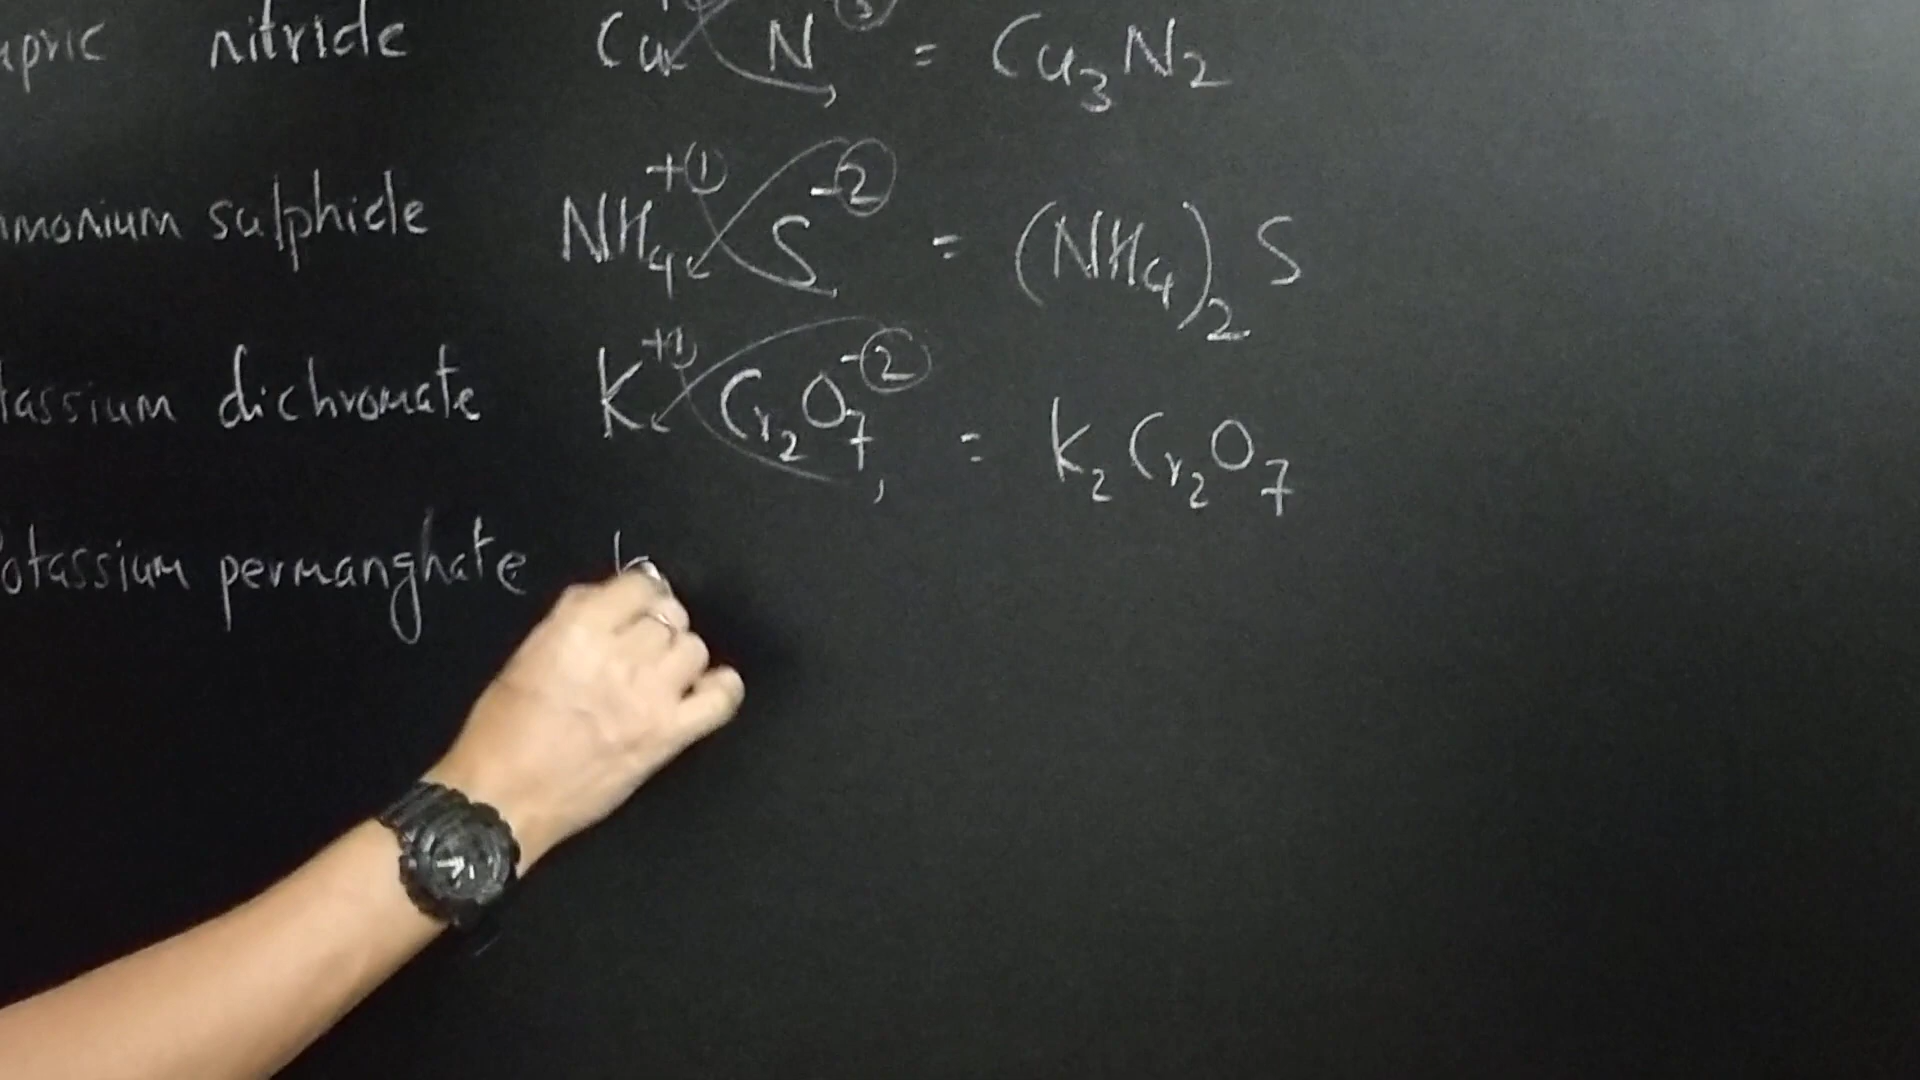 upric nitride Cu N 3 = Cu3N2
mmonium sulphide NH4 +1 S -2 = (NH4)2 S
tassium dichromate K +1 Cr2O7 -2 = K2Cr2O7
Potassium permanghate K